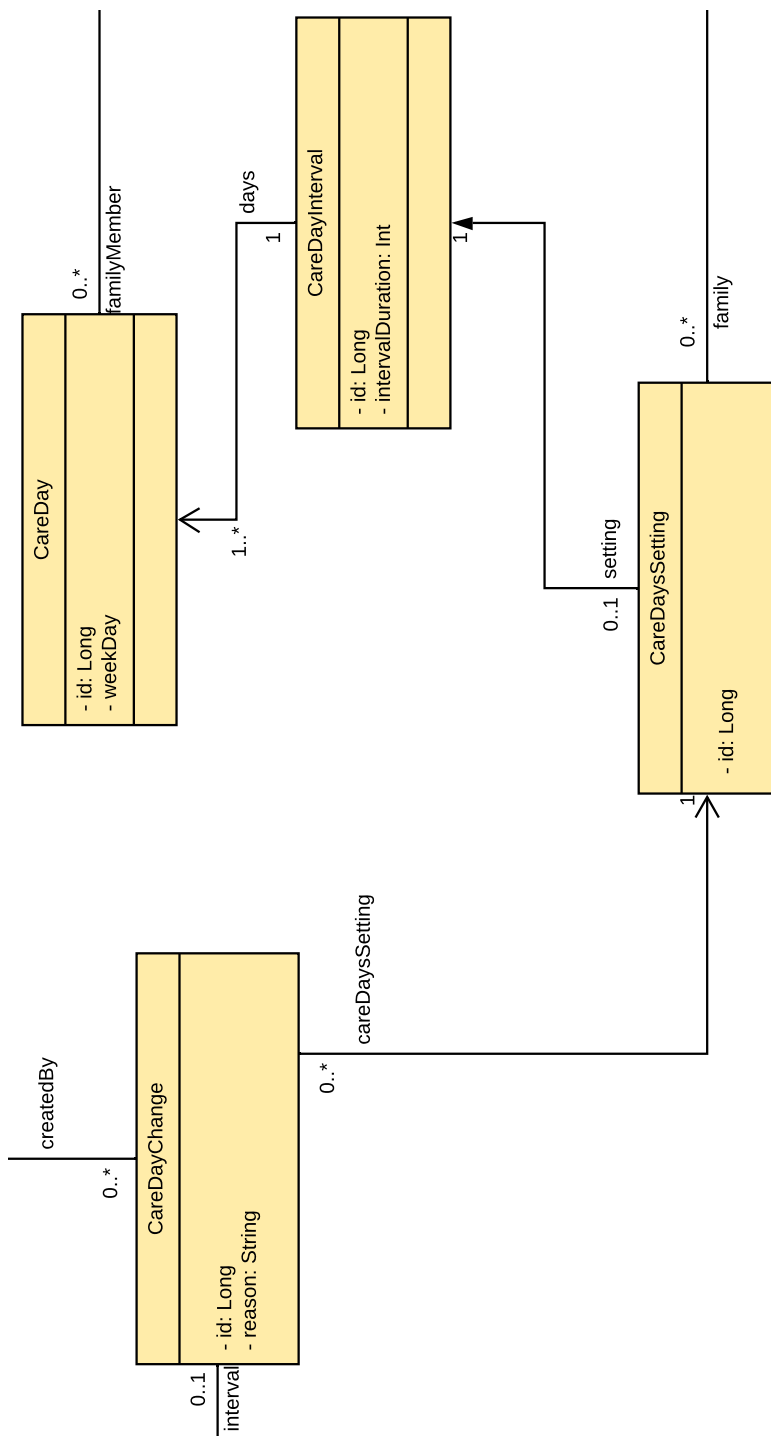 createdBy
0..*
CareDayChange
- id: Long
- reason: String
0..1
interval
careDaysSetting
0..*
1
CareDay
- id: Long
- weekDay
0..*
familyMember
days
1
1..*
CareDayInterval
- id: Long
- intervalDuration: Int
1
setting
0..1
CareDaysSetting
- id: Long
0..*
family